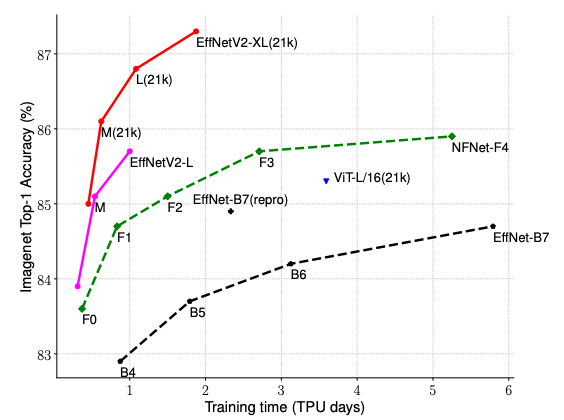 87
86
85
84
83
Imagenet Top-1 Accuracy (%)
EffNetV2-XL(21k)
L(21k)
M(21k)
EffNetV2-L
M
NFNet-F4
F3
ViT-L/16(21k)
EffNet-B7(repro)
F2
F1
EffNet-B7
B6
B5
F0
B4
1 2 3 4 5 6
Training time (TPU days)